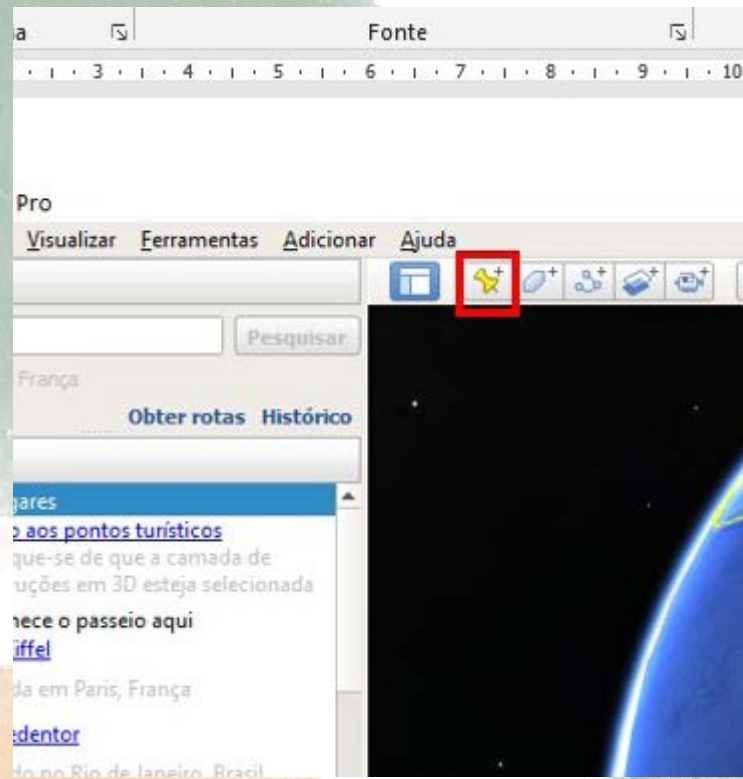 ia Fonte
3 4 5 6 7 8 9 10
Pro
Visualizar Ferramentas Adicionar Ajuda
Pesquisar
França
Obter rotas Histórico
gares
o aos pontos turísticos
que-se de que a camada de
ruções em 3D esteja selecionada
nece o passeio aqui
iffel
da em Paris, França
edentor
do no Rio de Janeiro, Brasil